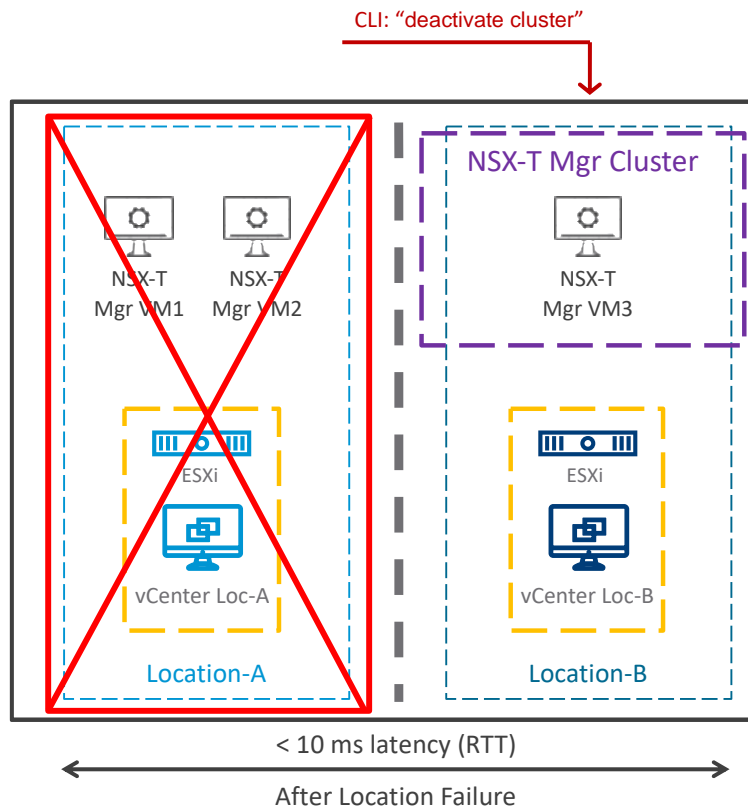 CLI: “deactivate cluster”
NSX-T Mgr Cluster
NSX-T
Mgr VM1
NSX-T
Mgr VM2
NSX-T
Mgr VM3
ESXi
vCenter Loc-A
Location-A
ESXi
vCenter Loc-B
Location-B
< 10 ms latency (RTT)
After Location Failure